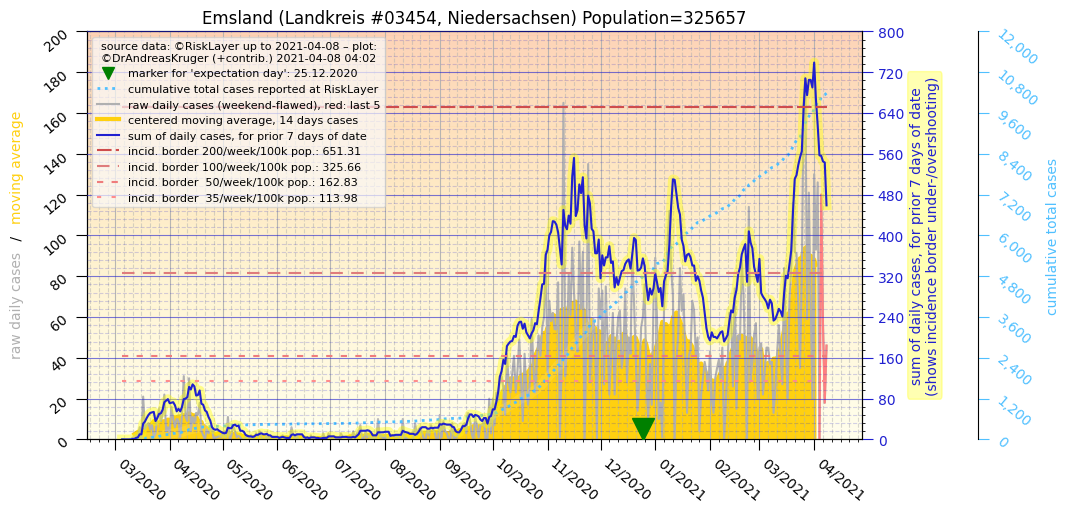 Emsland (Landkreis #03454, Niedersachsen) Population=325657
source data: ©RiskLayer up to 2021-04-08 – plot:
©DrAndreasKruger (+contrib.) 2021-04-08 04:02
marker for 'expectation day': 25.12.2020
cumulative total cases reported at RiskLayer
raw daily cases (weekend-flawed), red: last 5
centered moving average, 14 days cases
sum of daily cases, for prior 7 days of date
incid. border 200/week/100k pop.: 651.31
incid. border 100/week/100k pop.: 325.66
incid. border  50/week/100k pop.: 162.83
incid. border  35/week/100k pop.: 113.98
raw daily cases  /  moving average
200
180
160
140
120
100
80
60
40
20
0
03/2020
04/2020
05/2020
06/2020
07/2020
08/2020
09/2020
10/2020
11/2020
12/2020
01/2021
02/2021
03/2021
04/2021
800
720
640
560
480
400
320
240
160
80
0
sum of daily cases, for prior 7 days of date
(shows incidence border under-/overshooting)
12,000
10,800
9,600
8,400
7,200
6,000
4,800
3,600
2,400
1,200
0
cumulative total cases